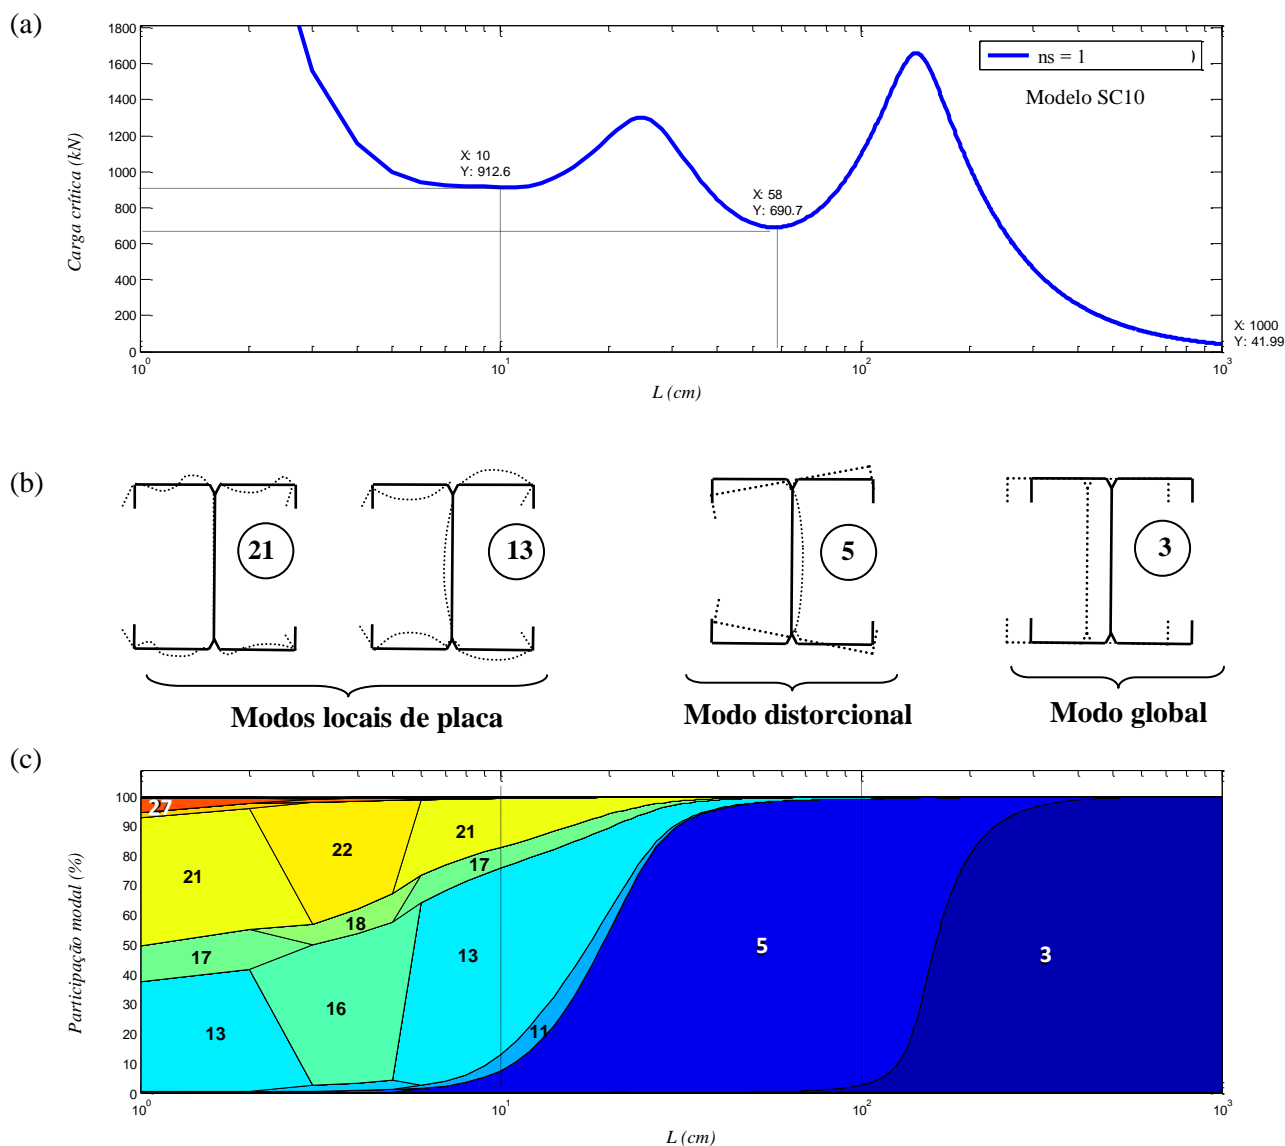 (a)
1800
1600
1400
1200
1000
800
600
400
200
0
Carga crítica (kN)
ns = 1
)
Modelo SC10
X: 10
Y: 912.6
X: 58
Y: 690.7
X: 1000
Y: 41.99
10^0
10^1
10^2
10^3
L (cm)
(b)
21
13
5
3
Modos locais de placa
Modo distorcional
Modo global
(c)
100
90
80
70
60
50
40
30
20
10
0
Participação modal (%)
27
21
22
21
17
18
17
13
16
13
11
5
3
10^0
10^1
10^2
10^3
L (cm)